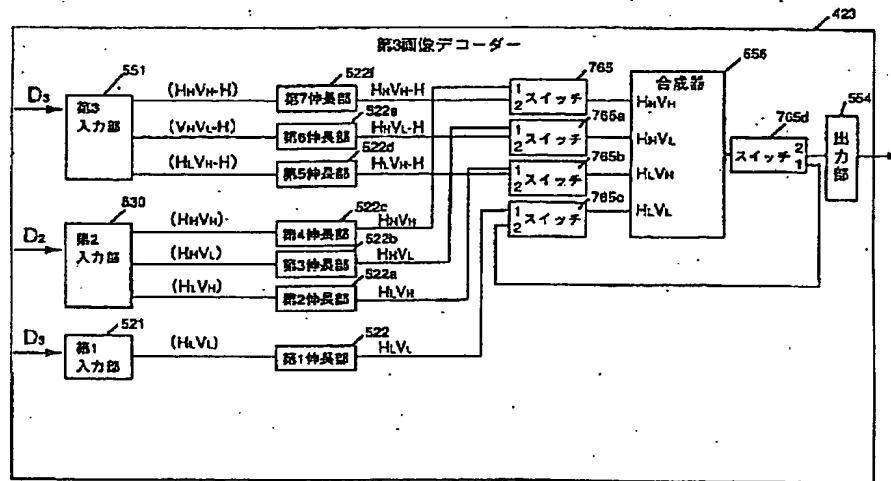 423
第3画像デコーダー
551
D3
第3
入力部
(HHVH-H)
522f
第7伸長部
HHVH-H
(VHVL-H)
522e
第6伸長部
HHVL-H
(HLVH-H)
522d
第5伸長部
HLVH-H
765
1
2
スイッチ
765a
1
2
スイッチ
765b
1
2
スイッチ
765c
1
2
スイッチ
556
合成器
HHVH
HHVL
HLVH
HLVL
765d
スイッチ
2
1
554
出力部
530
D2
第2
入力部
(HHVH)
522c
第4伸長部
HHVH
(HHVL)
522b
第3伸長部
HHVL
(HLVH)
522a
第2伸長部
HLVH
521
D3
第1
入力部
(HLVL)
522
第1伸長部
HLVL